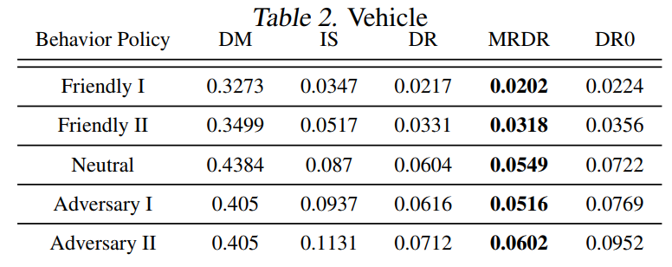 Table 2. Vehicle
Behavior Policy DM IS DR MRDR DR0
Friendly I 0.3273 0.0347 0.0217 0.0202 0.0224
Friendly II 0.3499 0.0517 0.0331 0.0318 0.0356
Neutral 0.4384 0.087 0.0604 0.0549 0.0722
Adversary I 0.405 0.0937 0.0616 0.0516 0.0769
Adversary II 0.405 0.1131 0.0712 0.0602 0.0952